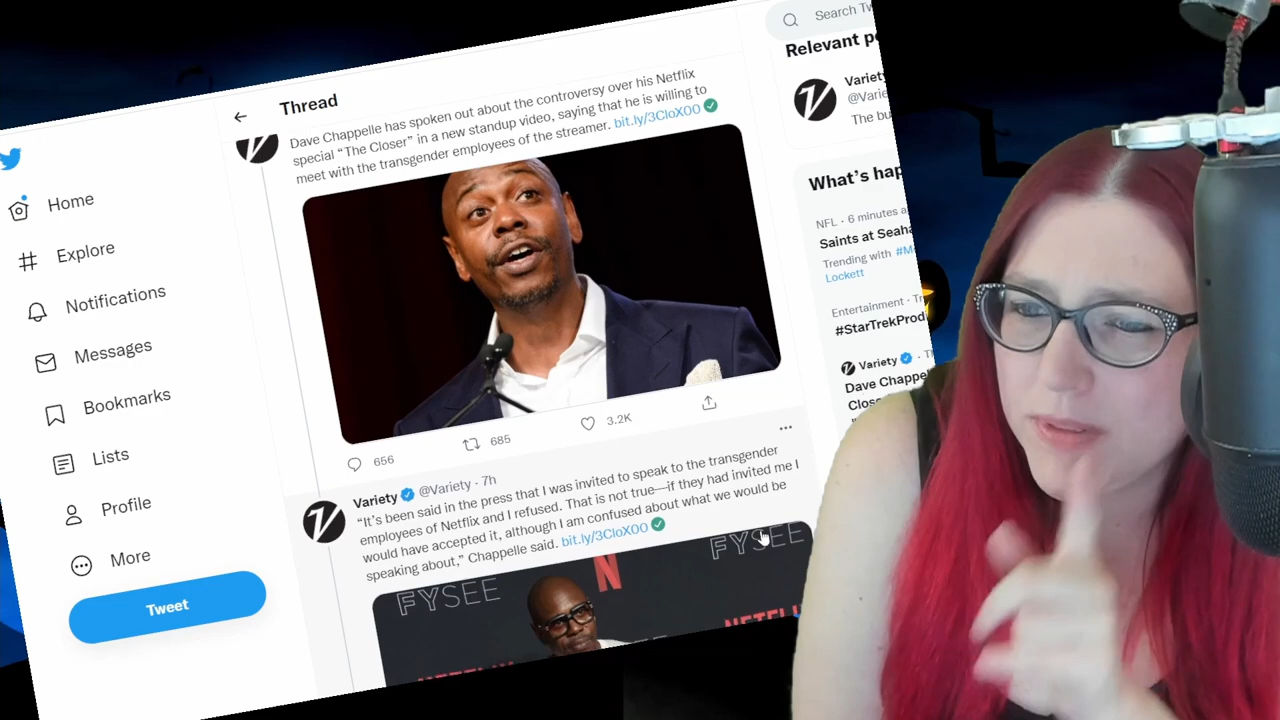 Search Tw
Relevant pe
Thread
Variety
@Varie
The bu
Dave Chappelle has spoken out about the controversy over his Netflix
special “The Closer” in a new standup video, saying that he is willing to
meet with the transgender employees of the streamer. bit.ly/3CloX00
Home
Explore
Notifications
Messages
Bookmarks
Lists
Profile
More
Tweet
What’s hap
NFL · 6 minutes a
Saints at Seaha
Trending with #M
Lockett
Entertainment · Tr
#StarTrekProd
Variety · Th
Dave Chappel
Close
656 685 3.2K
Variety @Variety · 7h
“It’s been said in the press that I was invited to speak to the transgender
employees of Netflix and I refused. That is not true—if they had invited me I
would have accepted it, although I am confused about what we would be
speaking about,” Chappelle said. bit.ly/3CloX00
FYSEE N FYSEE
NETFLIX NETFLIX